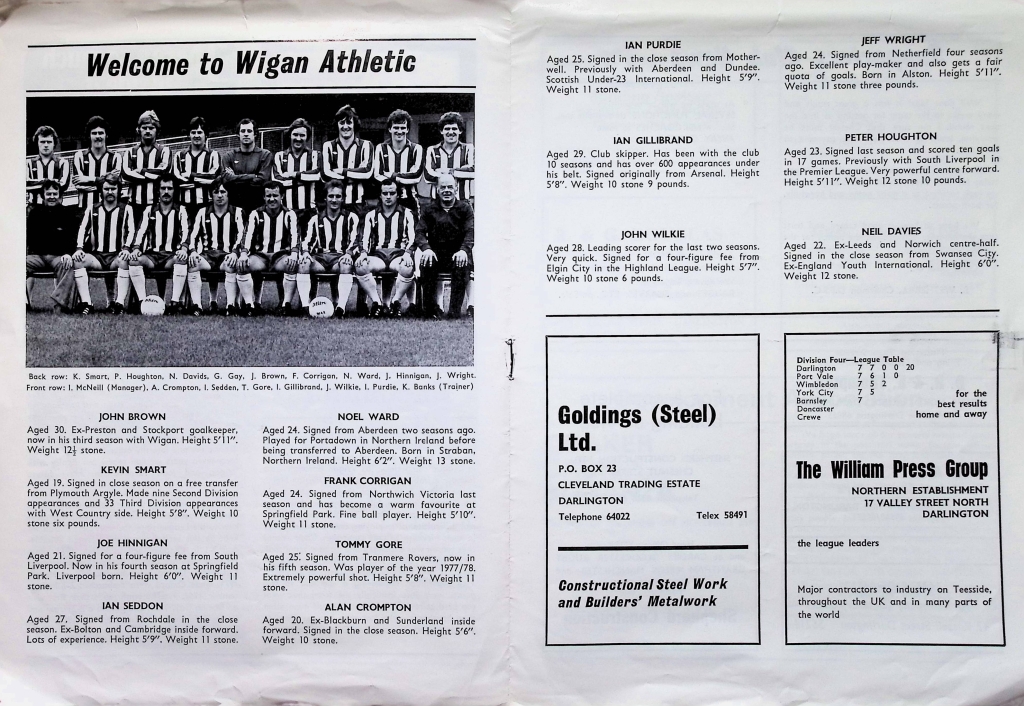 Welcome to Wigan Athletic
Back row: K. Smart, P. Houghton, N. Davids, G. Gay, J. Brown, F. Corrigan, N. Ward, J. Hinnigan, J. Wright.
Front row: I. McNeill (Manager), A. Crompton, I. Sedden, T. Gore, I. Gillibrand, J. Wilkie, I. Purdie, K. Banks (Trainer)
JOHN BROWN
Aged 30. Ex-Preston and Stockport goalkeeper,
now in his third season with Wigan. Height 5'11".
Weight 12½ stone.
KEVIN SMART
Aged 19. Signed in close season on a free transfer
from Plymouth Argyle. Made nine Second Division
appearances and 33 Third Division appearances
with West Country side. Height 5'8". Weight 10
stone six pounds.
JOE HINNIGAN
Aged 21. Signed for a four-figure fee from South
Liverpool. Now in his fourth season at Springfield
Park. Liverpool born. Height 6'0". Weight 11
stone.
IAN SEDDON
Aged 27. Signed from Rochdale in the close
season. Ex-Bolton and Cambridge inside forward.
Lots of experience. Height 5'9". Weight 11 stone.
NOEL WARD
Aged 24. Signed from Aberdeen two seasons ago.
Played for Portadown in Northern Ireland before
being transferred to Aberdeen. Born in Straban,
Northern Ireland. Height 6'2". Weight 13 stone.
FRANK CORRIGAN
Aged 24. Signed from Northwich Victoria last
season and has become a warm favourite at
Springfield Park. Fine ball player. Height 5'10".
Weight 11 stone.
TOMMY GORE
Aged 25. Signed from Tranmere Rovers, now in
his fifth season. Was player of the year 1977/78.
Extremely powerful shot. Height 5'8". Weight 11
stone.
ALAN CROMPTON
Aged 20. Ex-Blackburn and Sunderland inside
forward. Signed in the close season. Height 5'6".
Weight 10 stone.
IAN PURDIE
Aged 25. Signed in the close season from Mother-
well. Previously with Aberdeen and Dundee.
Scottish Under-23 International. Height 5'9".
Weight 11 stone.
IAN GILLIBRAND
Aged 29. Club skipper. Has been with the club
10 seasons and has over 600 appearances under
his belt. Signed originally from Arsenal. Height
5'8". Weight 10 stone 9 pounds.
JOHN WILKIE
Aged 28. Leading scorer for the last two seasons.
Very quick. Signed for a four-figure fee from
Elgin City in the Highland League. Height 5'7".
Weight 10 stone 6 pounds.
JEFF WRIGHT
Aged 24. Signed from Netherfield four seasons
ago. Excellent play-maker and also gets a fair
quota of goals. Born in Alston. Height 5'11".
Weight 11 stone three pounds.
PETER HOUGHTON
Aged 23. Signed last season and scored ten goals
in 17 games. Previously with South Liverpool in
the Premier League. Very powerful centre forward.
Height 5'11". Weight 12 stone 10 pounds.
NEIL DAVIES
Aged 22. Ex-Leeds and Norwich centre-half.
Signed in the close season from Swansea City.
Ex-England Youth International. Height 6'0".
Weight 12 stone.
Goldings (Steel)
Ltd.
P.O. BOX 23
CLEVELAND TRADING ESTATE
DARLINGTON
Telephone 64022 Telex 58491
Constructional Steel Work
and Builders' Metalwork
Division Four—League Table
Darlington 7 7 0 0 20
Port Vale 7 6 1 0
Wimbledon 7 5 2
York City 7 5
Barnsley 7
Doncaster
Crewe
for the
best results
home and away
The William Press Group
NORTHERN ESTABLISHMENT
17 VALLEY STREET NORTH
DARLINGTON
the league leaders
Major contractors to industry on Teesside,
throughout the UK and in many parts of
the world